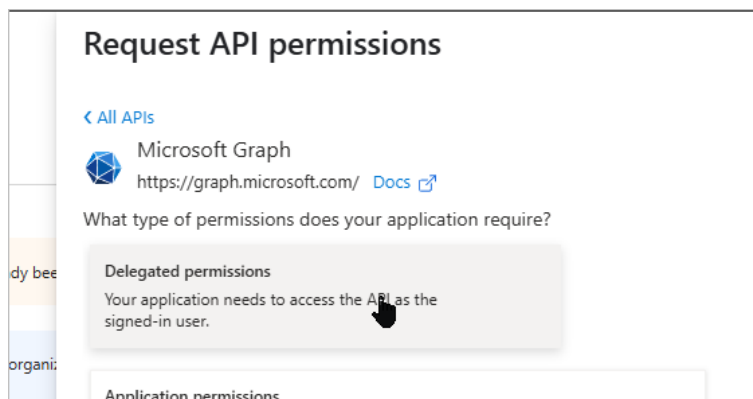 Request API permissions
All APIs
Microsoft Graph
https://graph.microsoft.com/ Docs
What type of permissions does your application require?
dy bee
Delegated permissions
Your application needs to access the API as the
signed-in user.
organiz
Application permissions